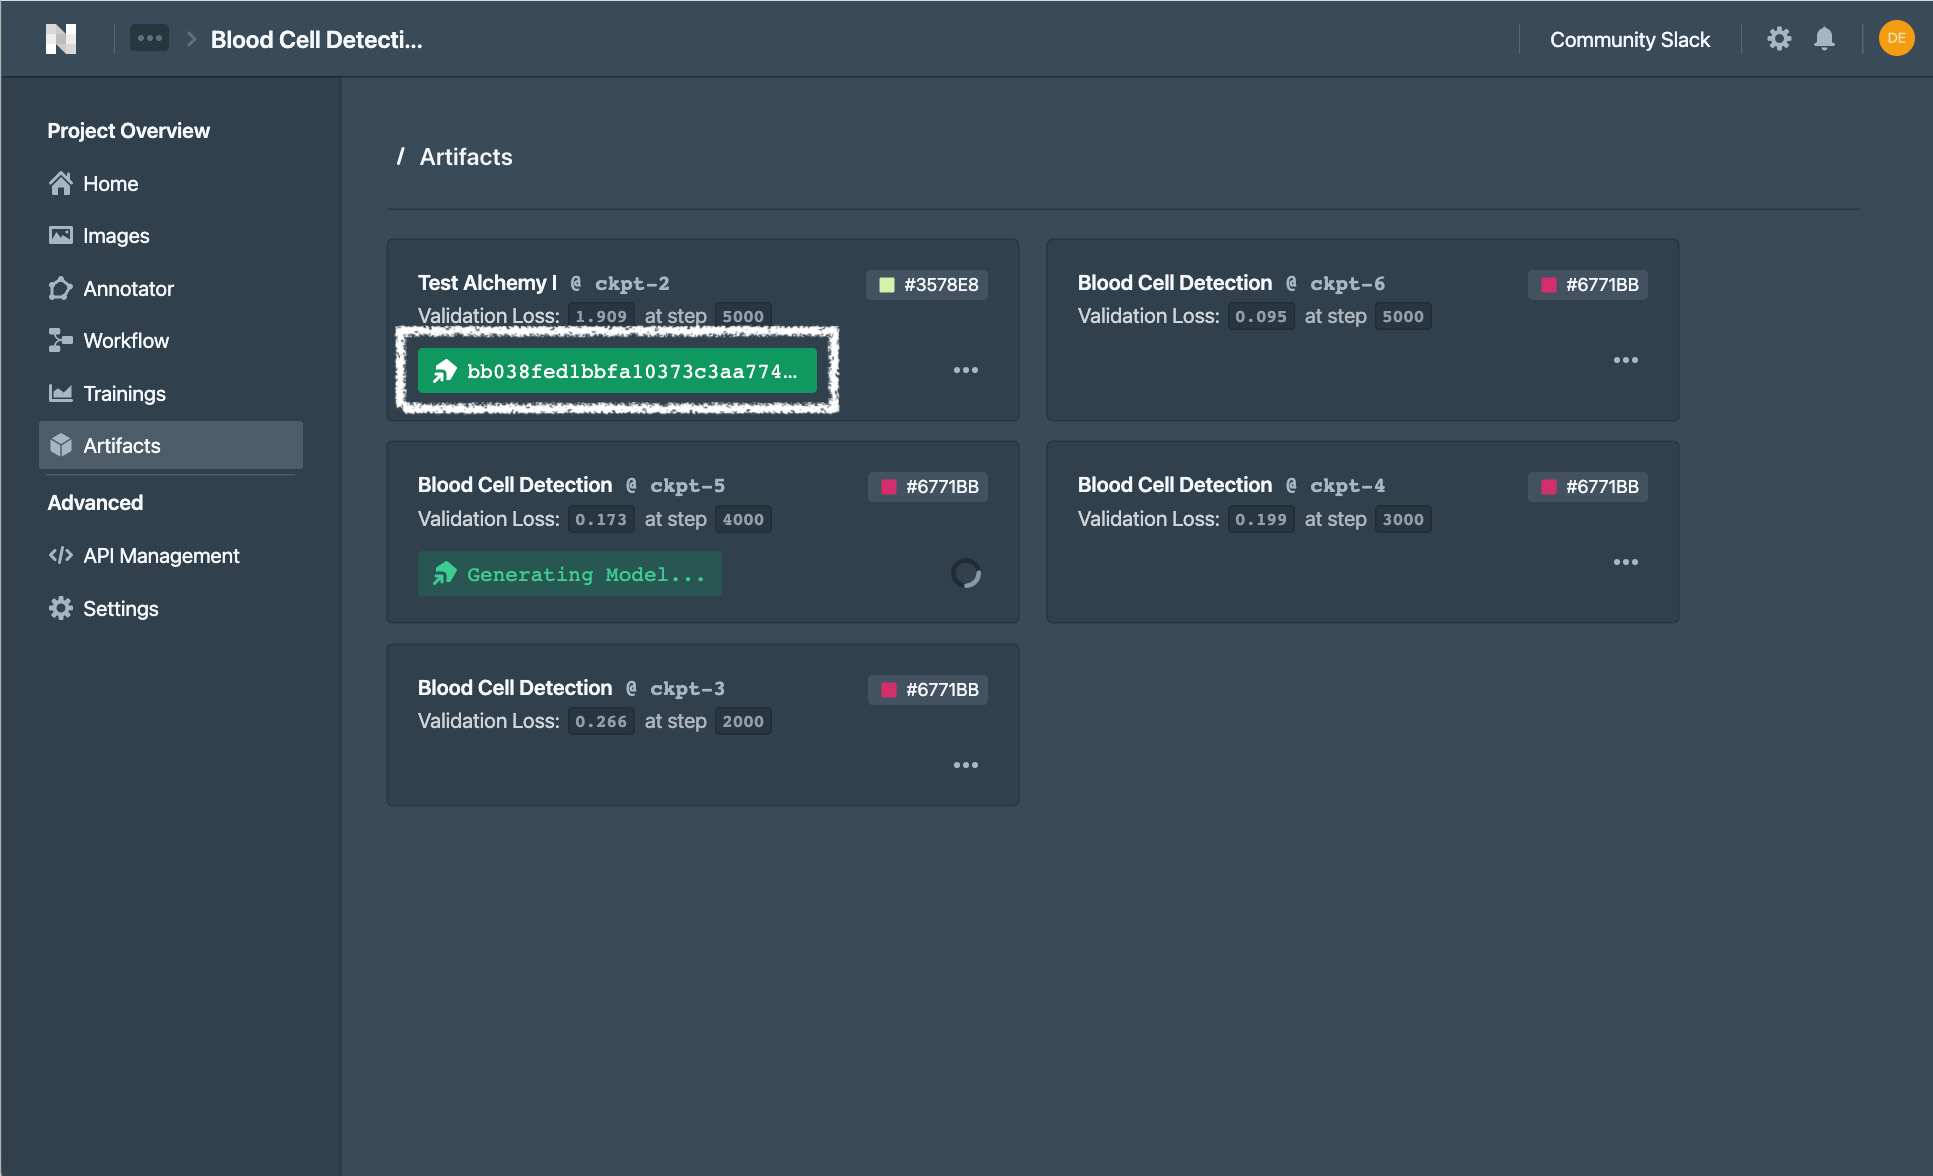 Blood Cell Detecti...
Community Slack
DE
Project Overview
Home
Images
Annotator
Workflow
Trainings
Artifacts
Advanced
API Management
Settings
/ Artifacts
Test Alchemy I @ ckpt-2
#3578E8
Validation Loss: 1.909 at step 5000
bb038fed1bbfa10373c3aa774...
Blood Cell Detection @ ckpt-6
#6771BB
Validation Loss: 0.095 at step 5000
Blood Cell Detection @ ckpt-5
#6771BB
Validation Loss: 0.173 at step 4000
Generating Model...
Blood Cell Detection @ ckpt-4
#6771BB
Validation Loss: 0.199 at step 3000
Blood Cell Detection @ ckpt-3
#6771BB
Validation Loss: 0.266 at step 2000